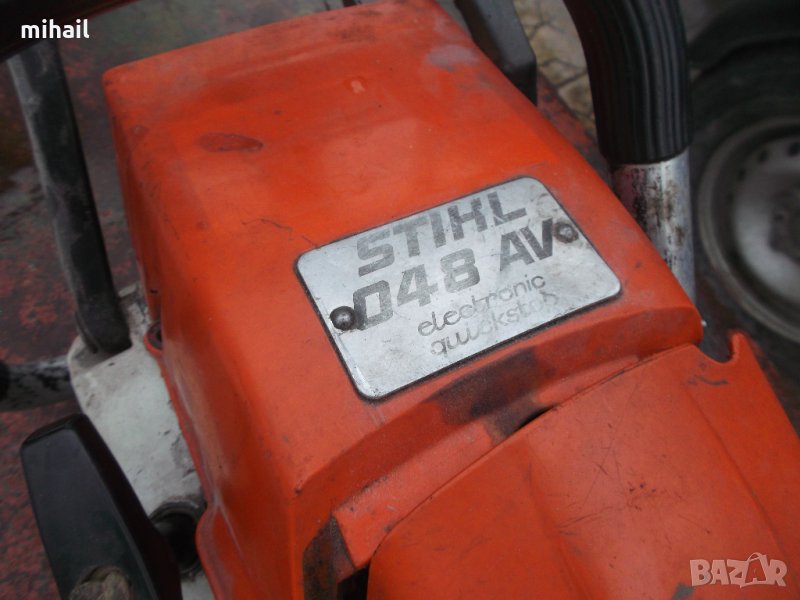 mihail
STIHL
048 AV
electronic
quickstop
BAZAR